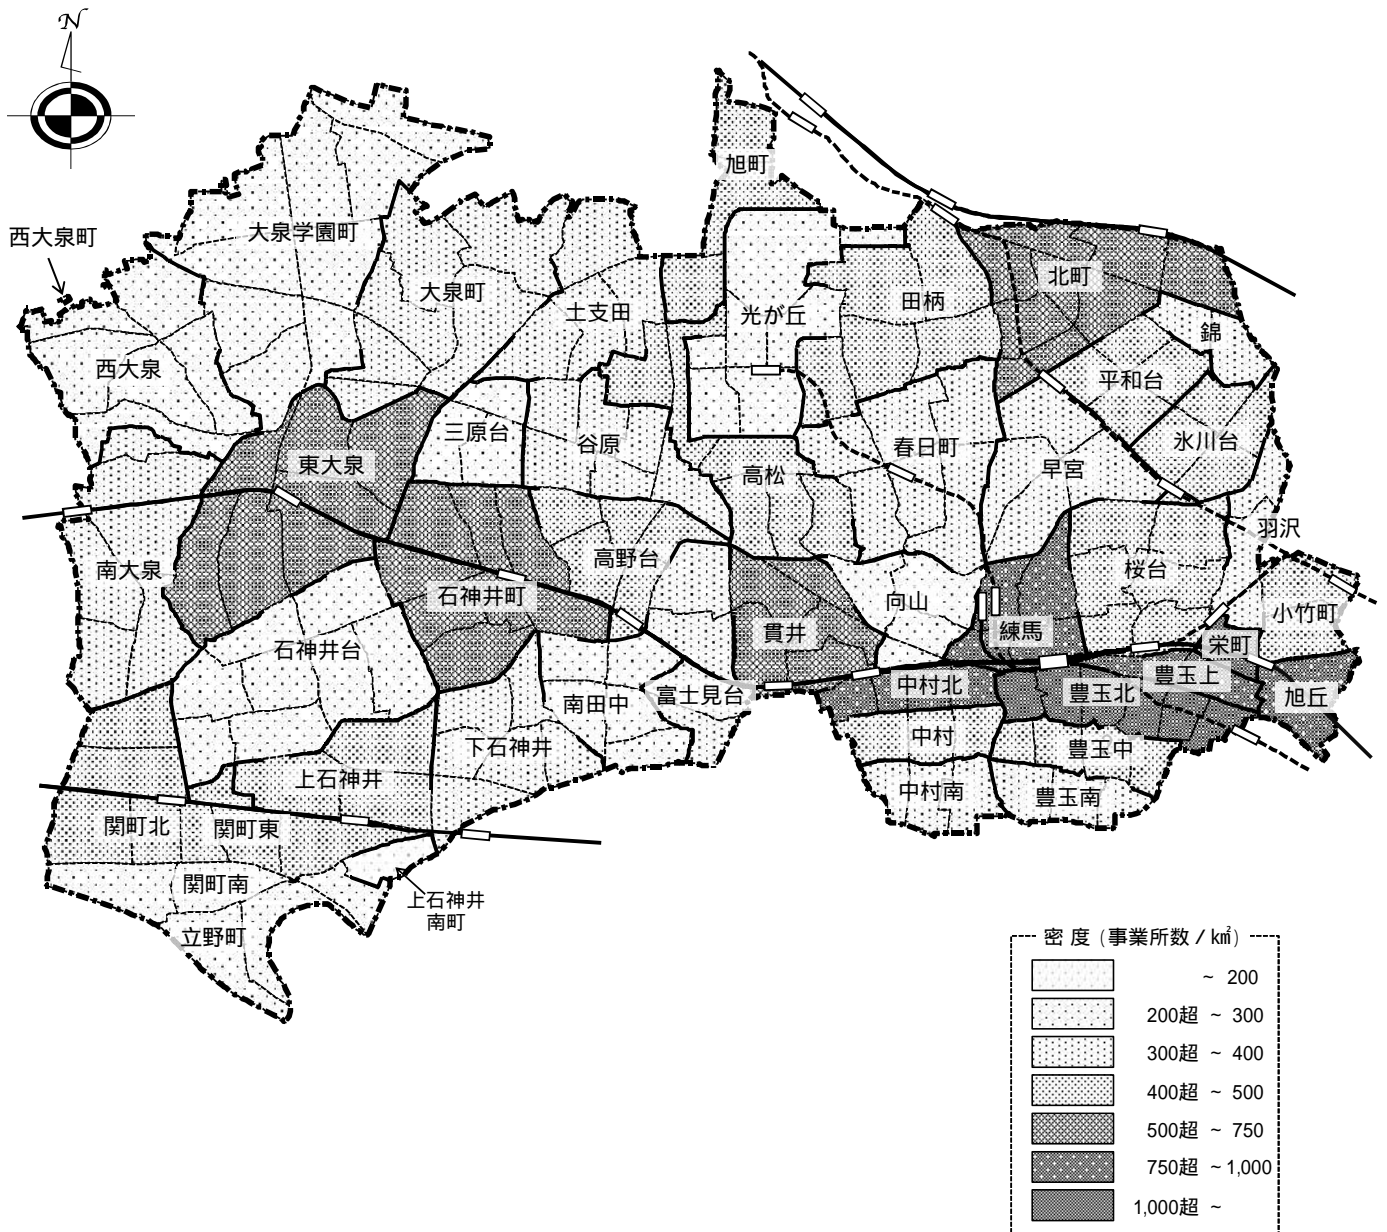 N
旭町
西大泉町
大泉学園町
大泉町
土支田
光が丘
田柄
北町
錦
西大泉
平和台
三原台
谷原
春日町
氷川台
東大泉
高松
早宮
羽沢
南大泉
高野台
桜台
石神井町
向山
小竹町
貫井
練馬
石神井台
栄町
豊玉上
中村北
豊玉北
旭丘
南田中
富士見台
下石神井
中村
豊玉中
上石神井
中村南
豊玉南
関町北
関町東
関町南
上石神井
南町
立野町
密度(事業所数/k㎡)
~ 200
200超 ~ 300
300超 ~ 400
400超 ~ 500
500超 ~ 750
750超 ~1,000
1,000超 ~